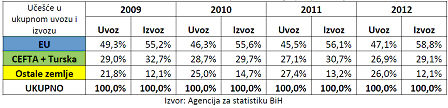 Učešće u ukupnom uvozu i izvozu 2009 2010 2011 2012
Uvoz Izvoz Uvoz Izvoz Uvoz Izvoz Uvoz Izvoz
EU 49,3% 55,2% 46,3% 55,6% 45,5% 56,1% 47,1% 58,8%
CEFTA + Turska 29,0% 32,7% 28,7% 29,7% 27,1% 30,7% 26,9% 29,1%
Ostale zemlje 21,8% 12,1% 25,0% 14,7% 27,4% 13,2% 26,0% 12,1%
UKUPNO 100,0% 100,0% 100,0% 100,0% 100,0% 100,0% 100,0% 100,0%
Izvor: Agencija za statistiku BiH